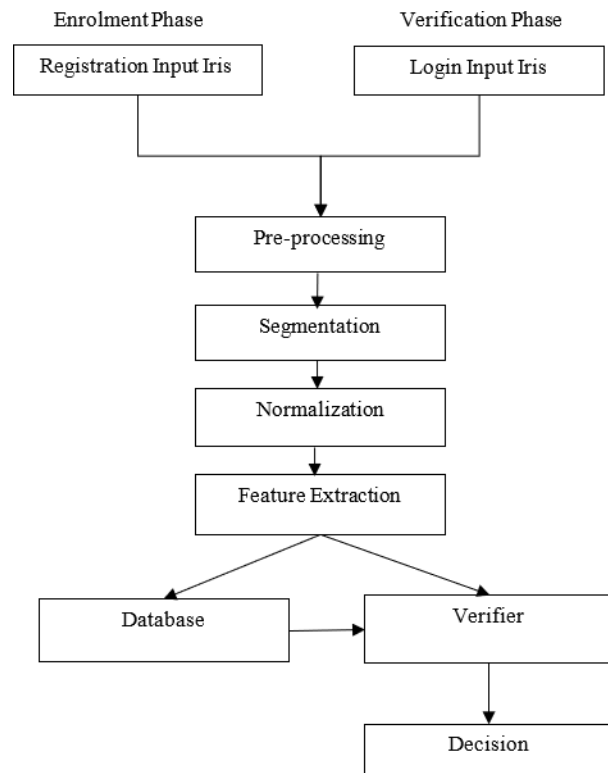 Enrolment Phase
Verification Phase
Registration Input Iris
Login Input Iris
Pre-processing
Segmentation
Normalization
Feature Extraction
Database
Verifier
Decision